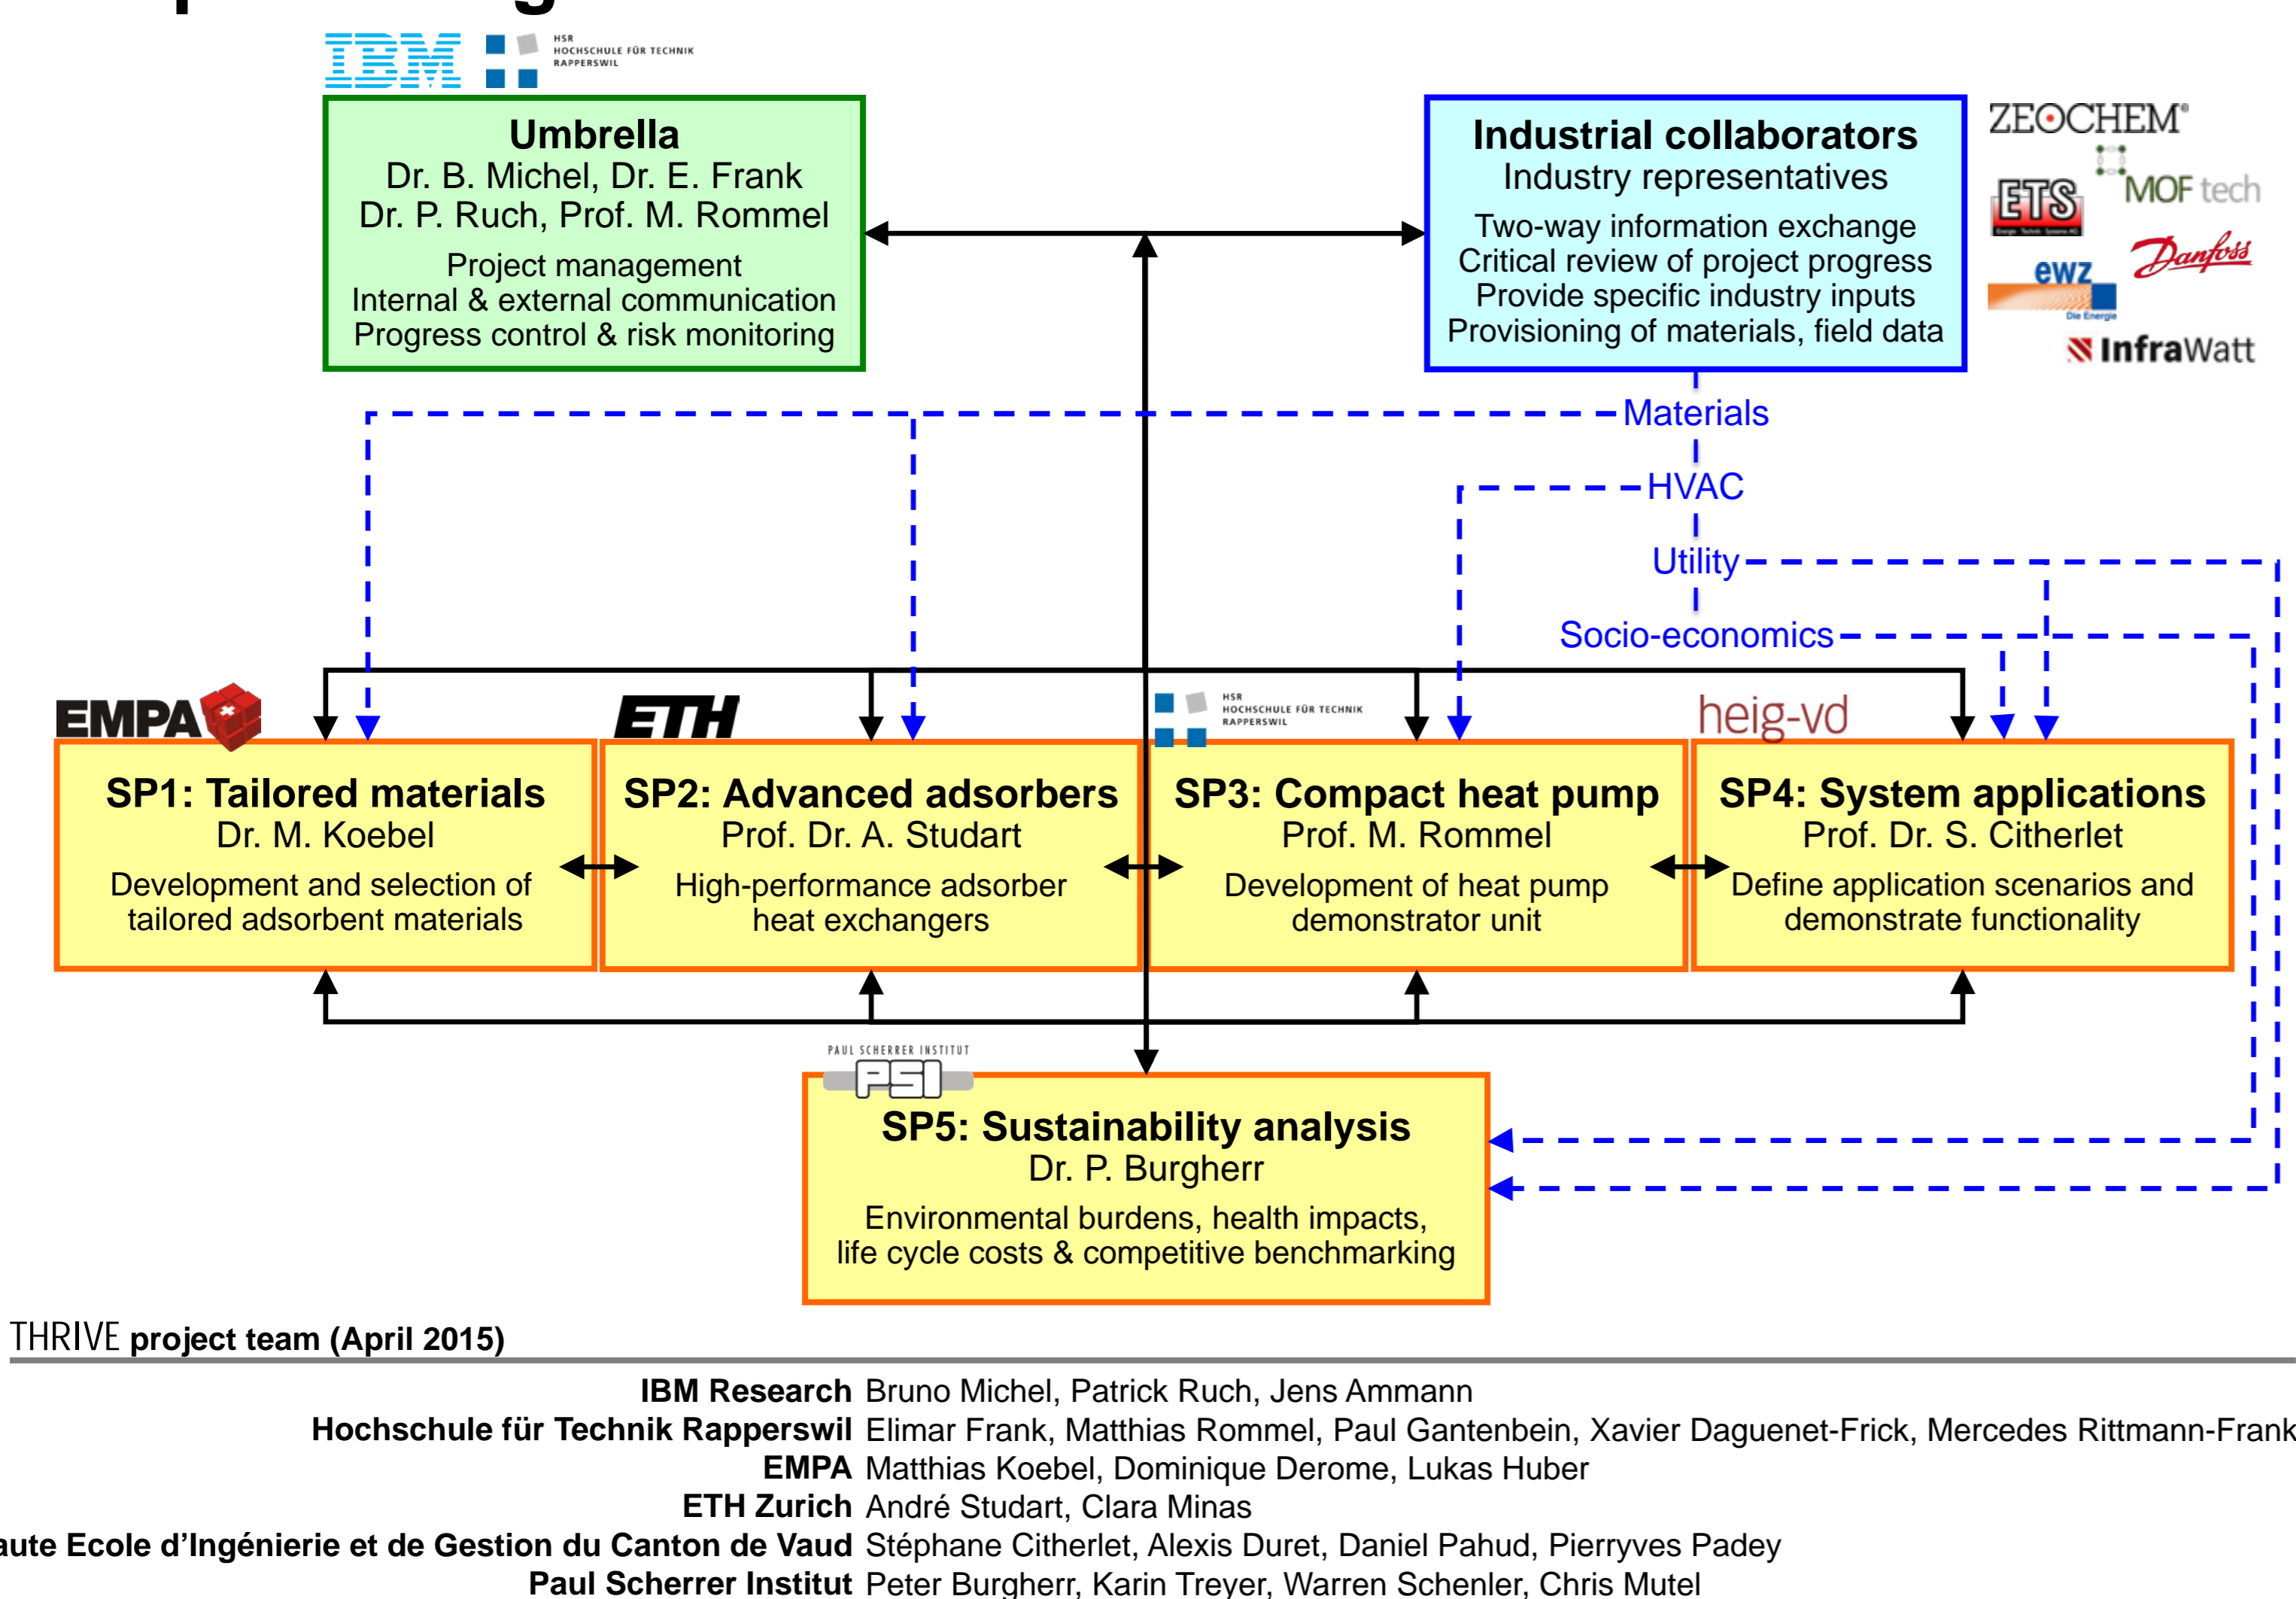 IBM
HSR
HOCHSCHULE FÜR TECHNIK
RAPPERSWIL
Umbrella
Dr. B. Michel, Dr. E. Frank
Dr. P. Ruch, Prof. M. Rommel
Project management
Internal & external communication
Progress control & risk monitoring
Industrial collaborators
Industry representatives
Two-way information exchange
Critical review of project progress
Provide specific industry inputs
Provisioning of materials, field data
ZEOCHEM®
MOF tech
ETS
Energie - Technik - Systeme AG
Danfoss
ewz
Die Energie
InfraWatt
Materials
HVAC
Utility
Socio-economics
EMPA
SP1: Tailored materials
Dr. M. Koebel
Development and selection of
tailored adsorbent materials
ETH
SP2: Advanced adsorbers
Prof. Dr. A. Studart
High-performance adsorber
heat exchangers
HSR
HOCHSCHULE FÜR TECHNIK
RAPPERSWIL
SP3: Compact heat pump
Prof. M. Rommel
Development of heat pump
demonstrator unit
heig-vd
SP4: System applications
Prof. Dr. S. Citherlet
Define application scenarios and
demonstrate functionality
PAUL SCHERRER INSTITUT
PSI
SP5: Sustainability analysis
Dr. P. Burgherr
Environmental burdens, health impacts,
life cycle costs & competitive benchmarking
THRIVE project team (April 2015)
IBM Research Bruno Michel, Patrick Ruch, Jens Ammann
Hochschule für Technik Rapperswil Elimar Frank, Matthias Rommel, Paul Gantenbein, Xavier Daguenet-Frick, Mercedes Rittmann-Frank
EMPA Matthias Koebel, Dominique Derome, Lukas Huber
ETH Zurich André Studart, Clara Minas
aute Ecole d'Ingénierie et de Gestion du Canton de Vaud Stéphane Citherlet, Alexis Duret, Daniel Pahud, Pierryves Padey
Paul Scherrer Institut Peter Burgherr, Karin Treyer, Warren Schenler, Chris Mutel